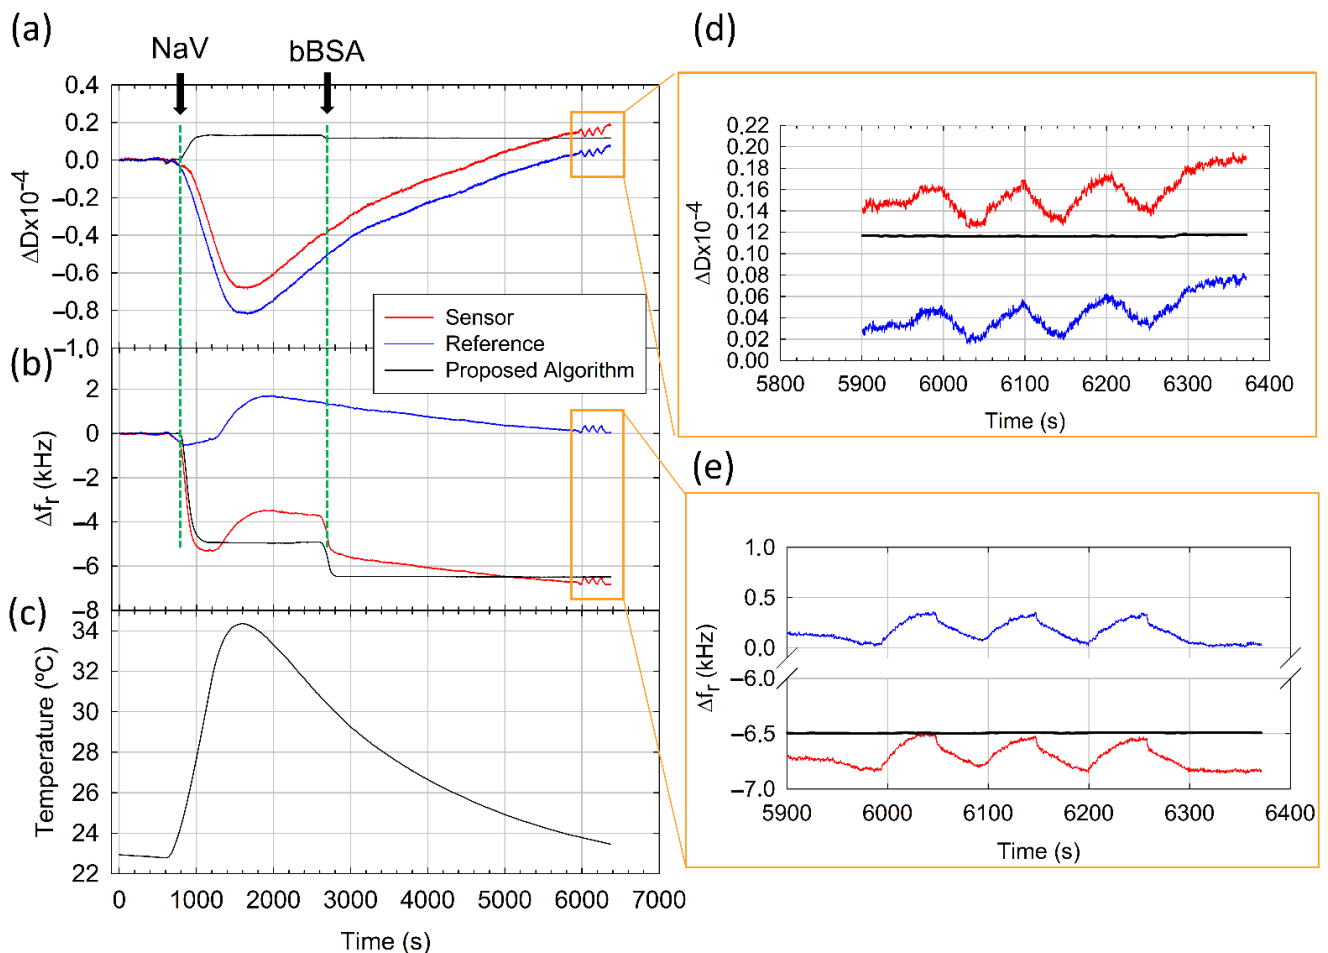 (a)
NaV
bBSA
0.4
0.2
0.0
−0.2
−0.4
−0.6
−0.8
−1.0
ΔDx10⁻⁴
Sensor
Reference
Proposed Algorithm
(b)
2
0
−2
−4
−6
−8
Δfr (kHz)
(c)
34
32
30
28
26
24
22
Temperature (ºC)
0 1000 2000 3000 4000 5000 6000 7000
Time (s)
(d)
0.22
0.20
0.18
0.16
0.14
0.12
0.10
0.08
0.06
0.04
0.02
0.00
ΔDx10⁻⁴
5800 5900 6000 6100 6200 6300 6400
Time (s)
(e)
1.0
0.5
0.0
−6.0
−6.5
−7.0
Δfr (kHz)
5900 6000 6100 6200 6300 6400
Time (s)